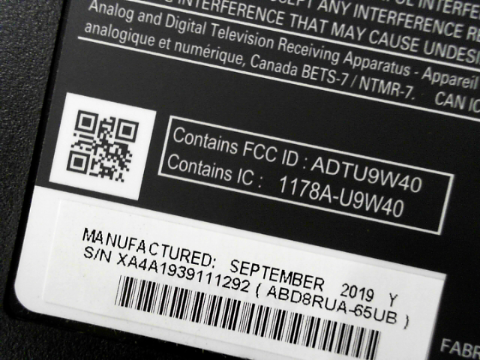 EPT ANY INTERFERENCE RE
INTERFERENCE THAT MAY CAUSE UNDESI
Analog and Digital Television Receiving Apparatus - Appareil
analogique et numérique, Canada BETS-7 / NTMR-7. CAN IC
Contains FCC ID : ADTU9W40
Contains IC : 1178A-U9W40
MANUFACTURED: SEPTEMBER 2019 Y
S/N XA4A1939111292 ( ABD8RUA-65UB )
FABR